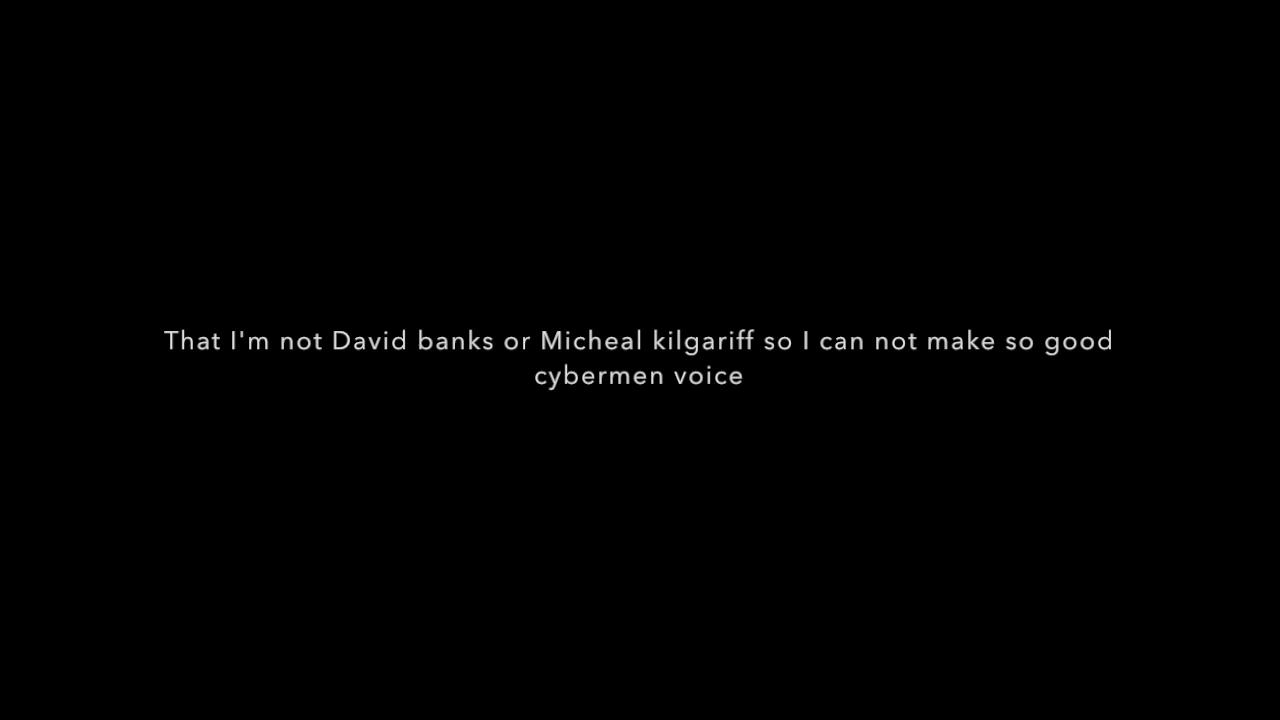 That I'm not David banks or Micheal kilgariff so I can not make so good
cybermen voice